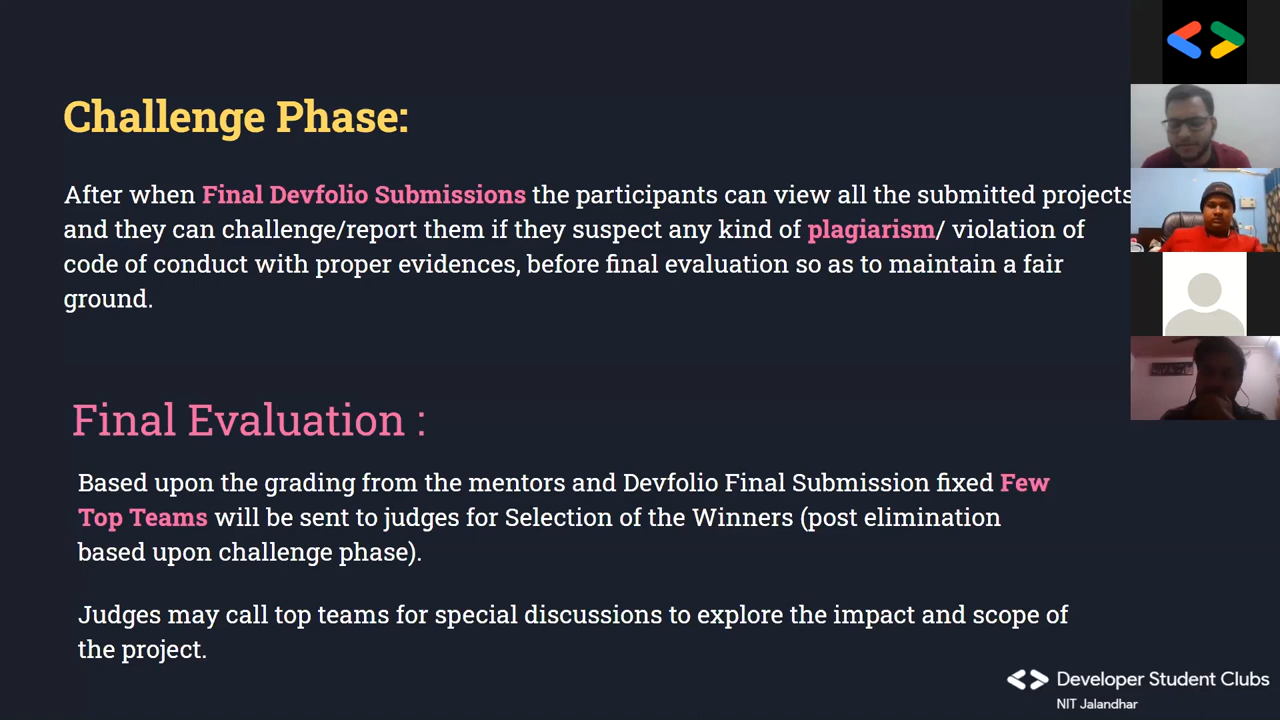 Challenge Phase:
After when Final Devfolio Submissions the participants can view all the submitted projects
and they can challenge/report them if they suspect any kind of plagiarism/ violation of
code of conduct with proper evidences, before final evaluation so as to maintain a fair
ground.
Final Evaluation :
Based upon the grading from the mentors and Devfolio Final Submission fixed Few
Top Teams will be sent to judges for Selection of the Winners (post elimination
based upon challenge phase).
Judges may call top teams for special discussions to explore the impact and scope of
the project.
Developer Student Clubs
NIT Jalandhar